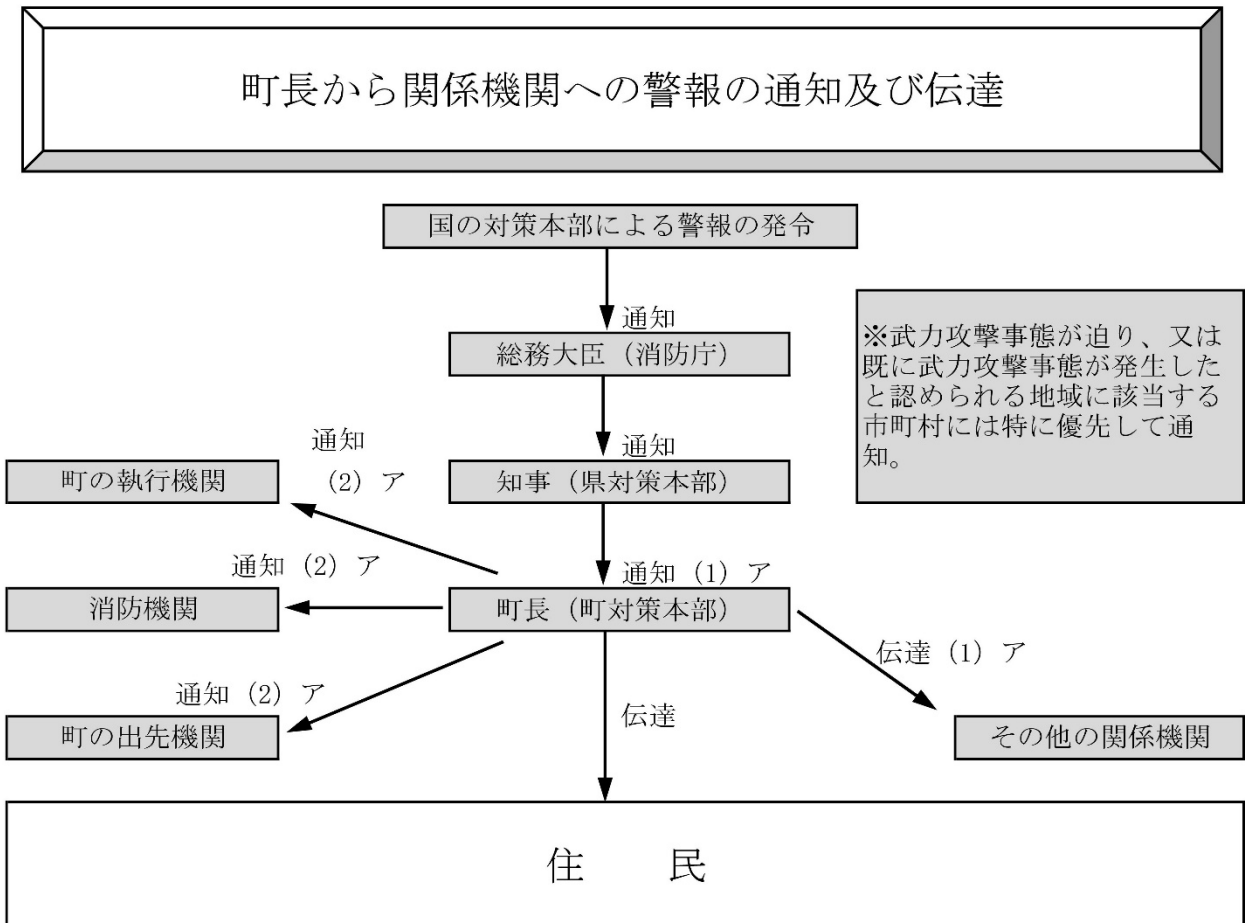 町長から関係機関への警報の通知及び伝達
国の対策本部による警報の発令
通知
総務大臣（消防庁）
※武力攻撃事態が迫り、又は
既に武力攻撃事態が発生した
と認められる地域に該当する
市町村には特に優先して通
知。
通知
知事（県対策本部）
通知
（2）ア
町の執行機関
通知（2）ア
通知（1）ア
消防機関
町長（町対策本部）
伝達（1）ア
通知（2）ア
伝達
町の出先機関
その他の関係機関
住　　民